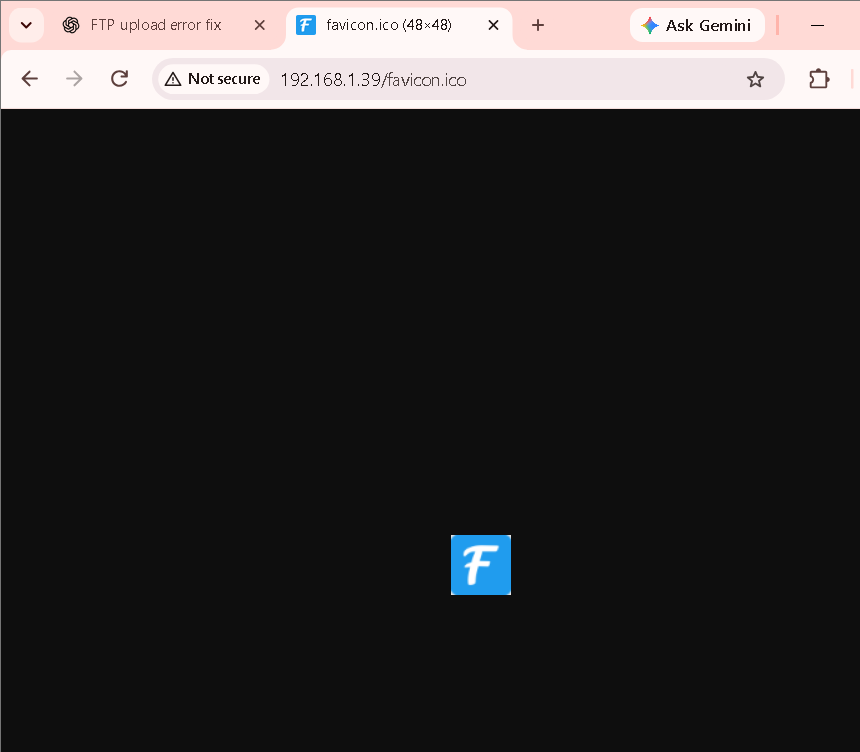 FTP upload error fix
favicon.ico (48×48)
Ask Gemini
Not secure
192.168.1.39/favicon.ico
F